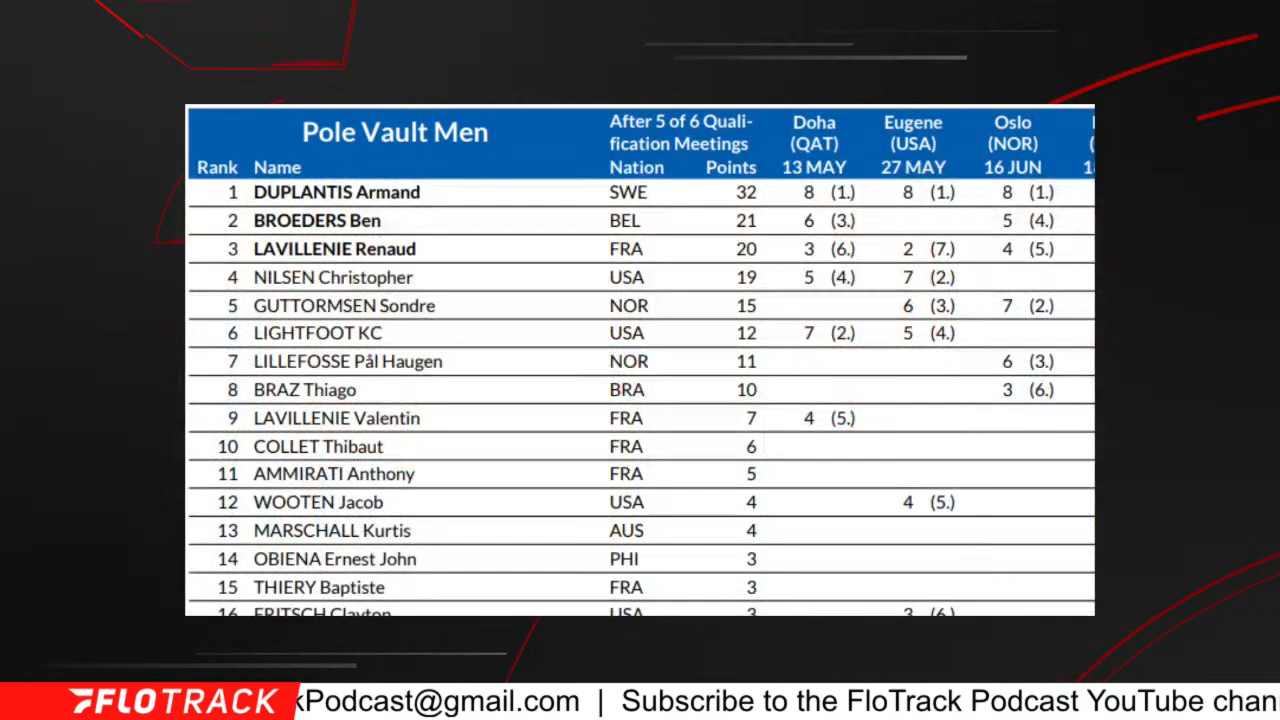 Pole Vault Men After 5 of 6 Quali- Doha Eugene Oslo
fication Meetings (QAT) (USA) (NOR)
Rank Name Nation Points 13 MAY 27 MAY 16 JUN
1 DUPLANTIS Armand SWE 32 8 (1.) 8 (1.) 8 (1.)
2 BROEDERS Ben BEL 21 6 (3.) 5 (4.)
3 LAVILLENIE Renaud FRA 20 3 (6.) 2 (7.) 4 (5.)
4 NILSEN Christopher USA 19 5 (4.) 7 (2.)
5 GUTTORMSEN Sondre NOR 15 6 (3.) 7 (2.)
6 LIGHTFOOT KC USA 12 7 (2.) 5 (4.)
7 LILLEFOSSE Pål Haugen NOR 11 6 (3.)
8 BRAZ Thiago BRA 10 3 (6.)
9 LAVILLENIE Valentin FRA 7 4 (5.)
10 COLLET Thibaut FRA 6
11 AMMIRATI Anthony FRA 5
12 WOOTEN Jacob USA 4 4 (5.)
13 MARSCHALL Kurtis AUS 4
14 OBIENA Ernest John PHI 3
15 THIERY Baptiste FRA 3
16 FRITSCH Clayton USA 3 3 (6.)
FLOTRACK kPodcast@gmail.com | Subscribe to the FloTrack Podcast YouTube chan